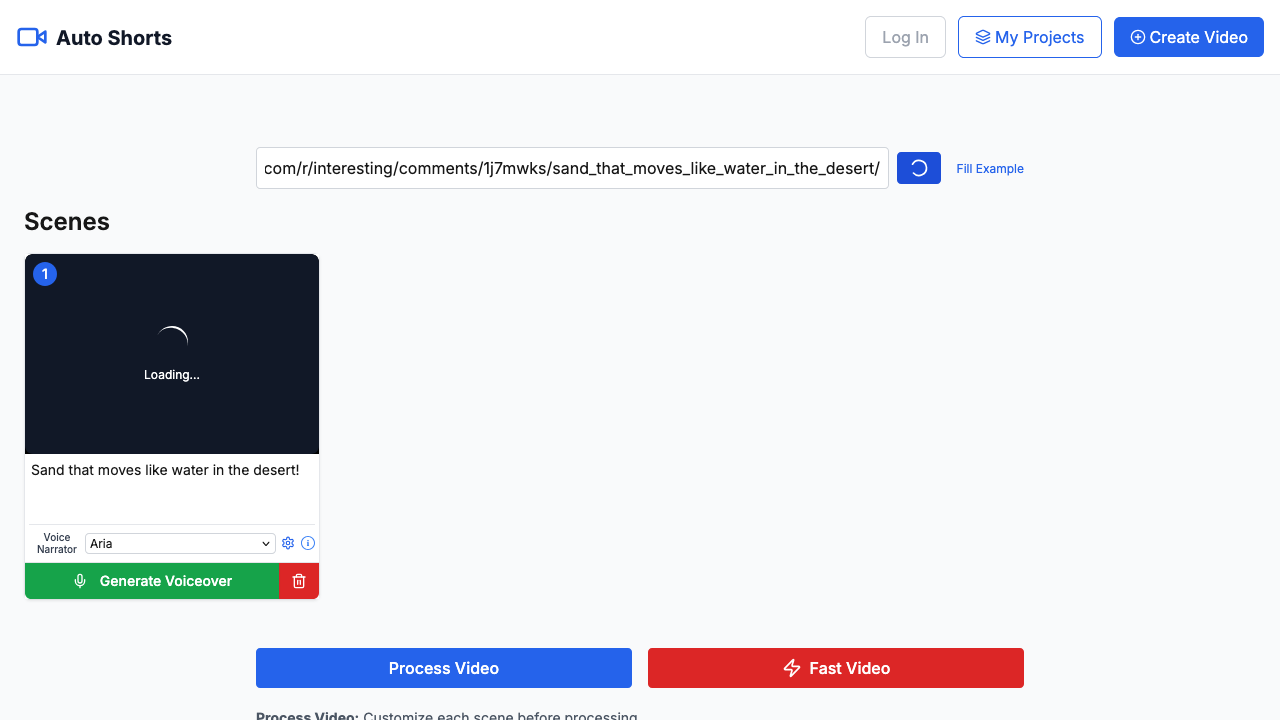 Auto Shorts
Log In
My Projects
Create Video
com/r/interesting/comments/1j7mwks/sand_that_moves_like_water_in_the_desert/
Fill Example
Scenes
1
Loading...
Sand that moves like water in the desert!
Voice
Narrator
Aria
Generate Voiceover
Process Video
Fast Video
Process Video: Customize each scene before processing